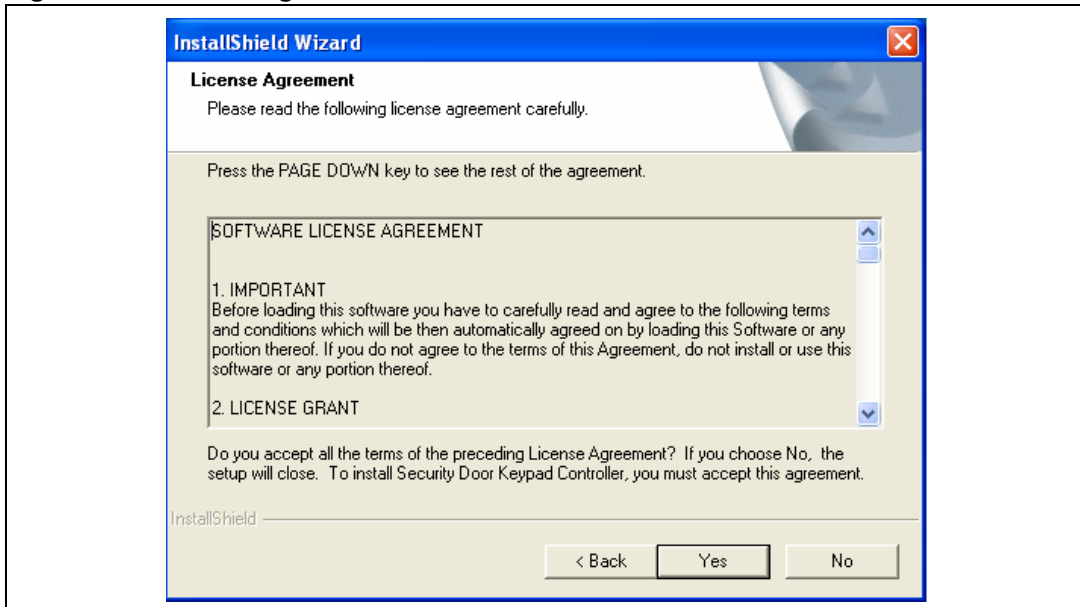 InstallShield Wizard
License Agreement
Please read the following license agreement carefully.
Press the PAGE DOWN key to see the rest of the agreement.
SOFTWARE LICENSE AGREEMENT
1. IMPORTANT
Before loading this software you have to carefully read and agree to the following terms
and conditions which will be then automatically agreed on by loading this Software or any
portion thereof. If you do not agree to the terms of this Agreement, do not install or use this
software or any portion thereof.
2. LICENSE GRANT
Do you accept all the terms of the preceding License Agreement? If you choose No, the
setup will close. To install Security Door Keypad Controller, you must accept this agreement.
InstallShield
< Back Yes No